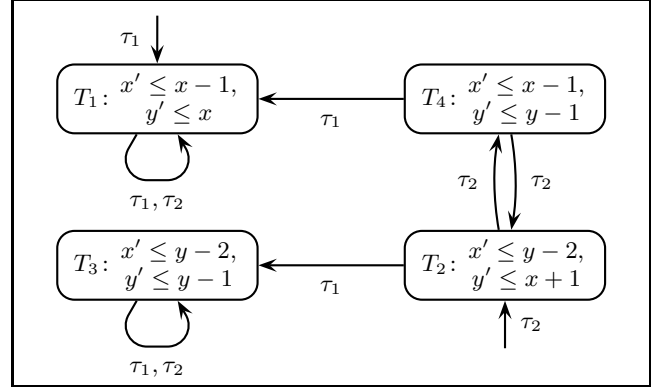 τ₁
T₁: x′ ≤ x − 1,
y′ ≤ x
T₄: x′ ≤ x − 1,
y′ ≤ y − 1
τ₁
τ₂
τ₂
τ₁, τ₂
T₃: x′ ≤ y − 2,
y′ ≤ y − 1
T₂: x′ ≤ y − 2,
y′ ≤ x + 1
τ₁
τ₂
τ₁, τ₂